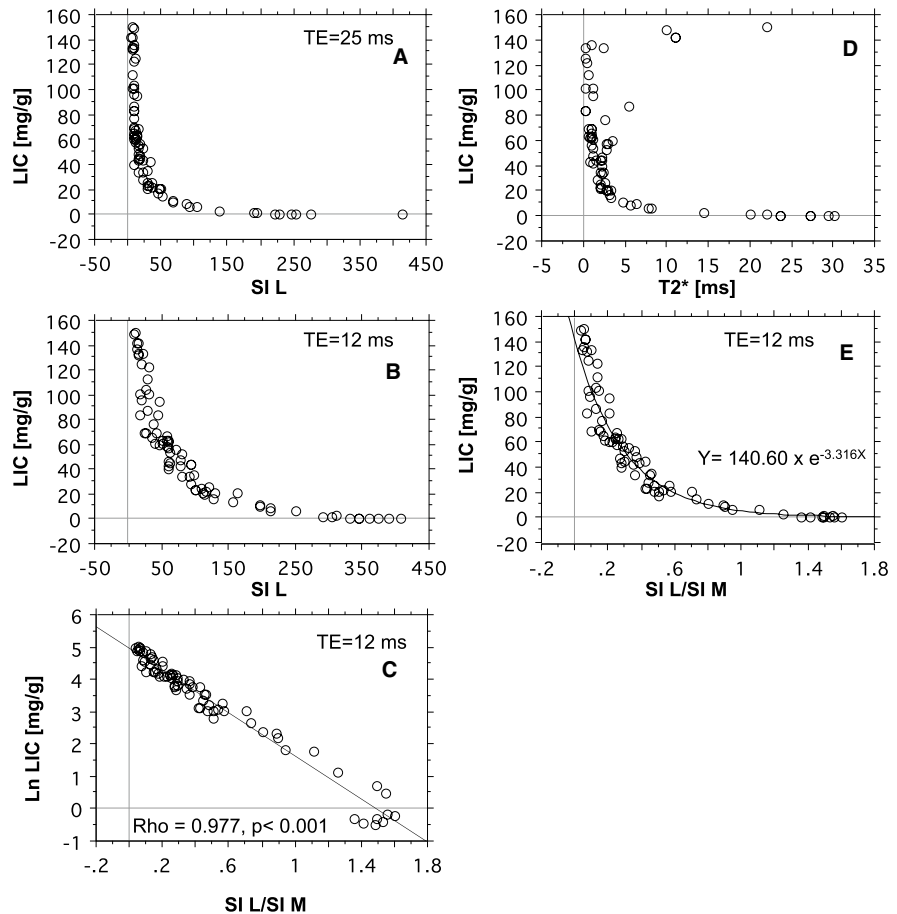 160
140
120
100
80
60
40
20
0
-20
LIC [mg/g]
TE=25 ms
A
-50 50 150 250 350 450
SI L
160
140
120
100
80
60
40
20
0
-20
LIC [mg/g]
D
-5 0 5 10 15 20 25 30 35
T2* [ms]
160
140
120
100
80
60
40
20
0
-20
LIC [mg/g]
TE=12 ms
B
-50 50 150 250 350 450
SI L
160
140
120
100
80
60
40
20
0
-20
LIC [mg/g]
TE=12 ms
E
Y= 140.60 x e-3.316X
-.2 .2 .6 1 1.4 1.8
SI L/SI M
6
5
4
3
2
1
0
-1
Ln LIC [mg/g]
TE=12 ms
C
Rho = 0.977, p< 0.001
-.2 .2 .6 1 1.4 1.8
SI L/SI M